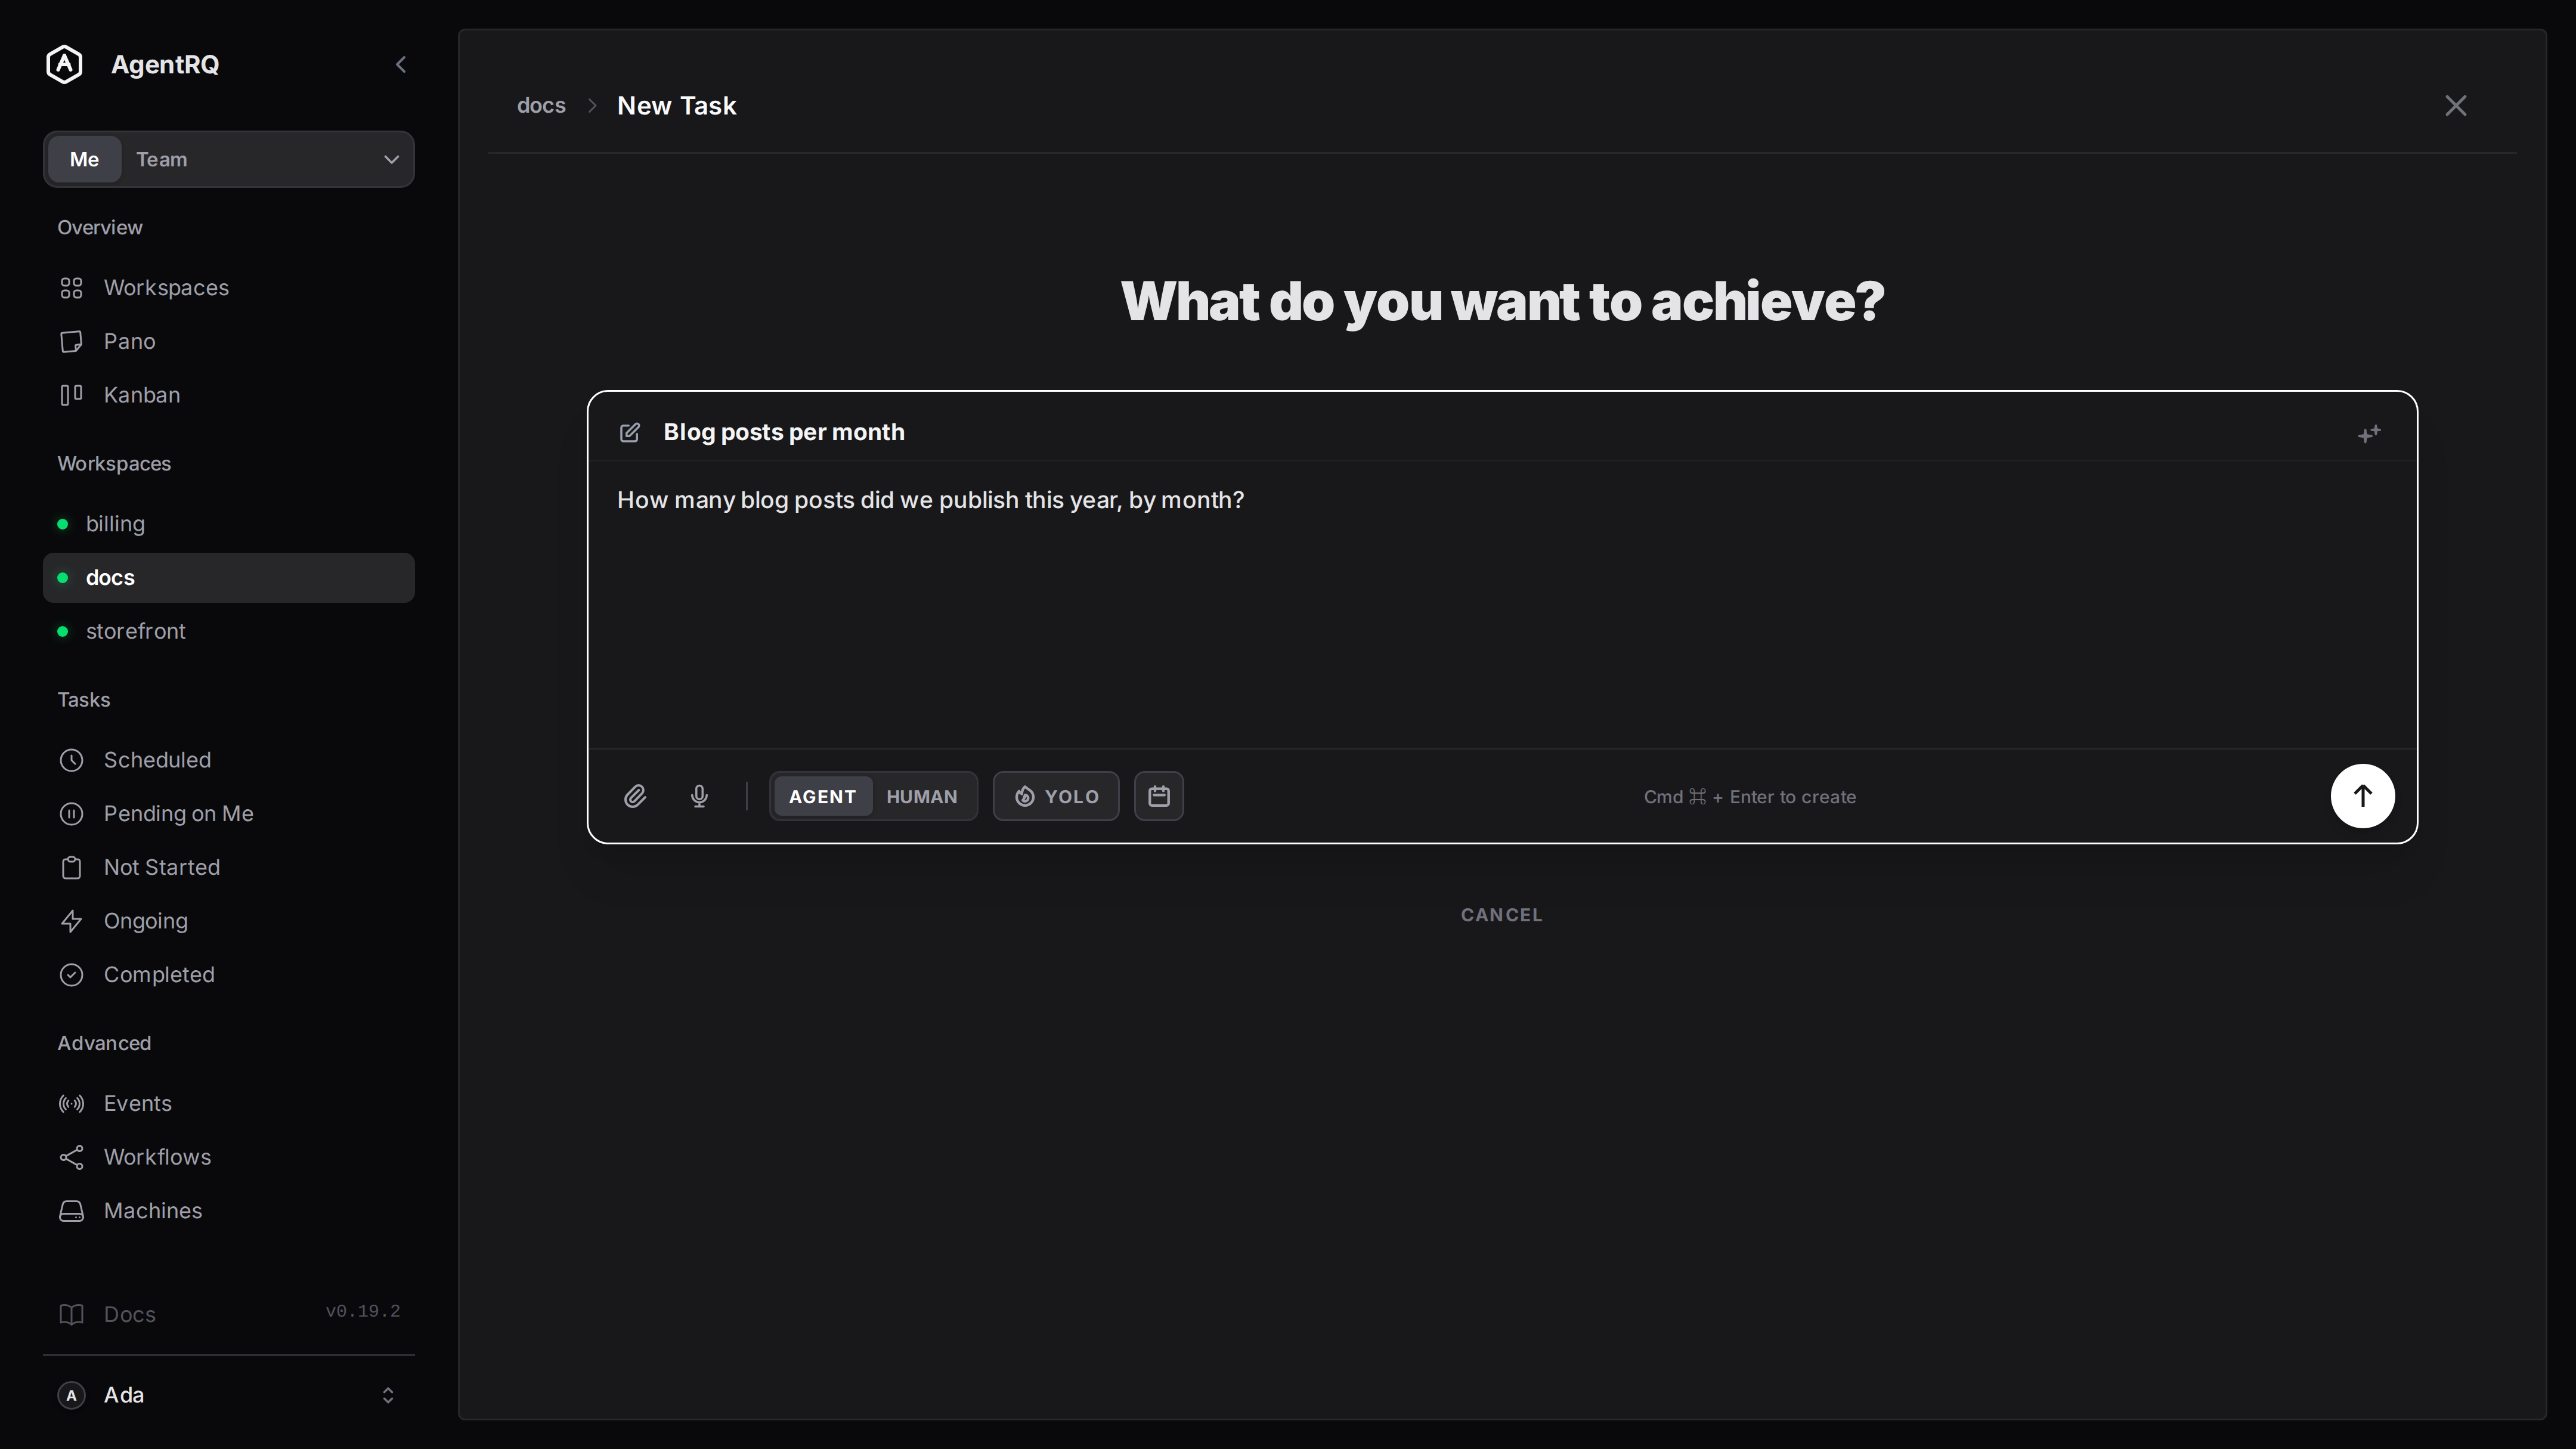 AgentRQ
Me
Team
Overview
Workspaces
Pano
Kanban
Workspaces
billing
docs
storefront
Tasks
Scheduled
Pending on Me
Not Started
Ongoing
Completed
Advanced
Events
Workflows
Machines
Docs
v0.19.2
A
Ada
docs
New Task
What do you want to achieve?
Blog posts per month
How many blog posts did we publish this year, by month?
AGENT
HUMAN
YOLO
Cmd ⌘ + Enter to create
CANCEL